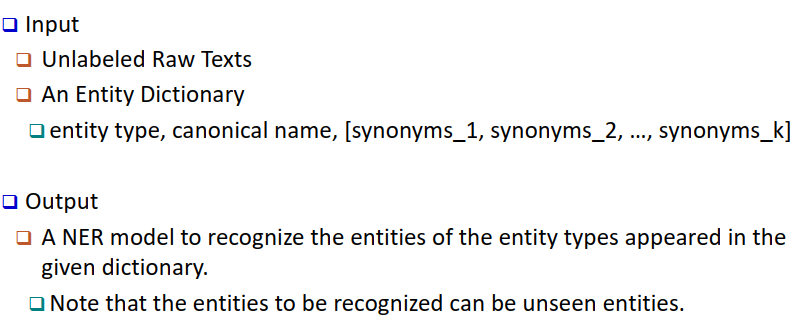 Input
Unlabeled Raw Texts
An Entity Dictionary
entity type, canonical name, [synonyms_1, synonyms_2, …, synonyms_k]
Output
A NER model to recognize the entities of the entity types appeared in the
given dictionary.
Note that the entities to be recognized can be unseen entities.